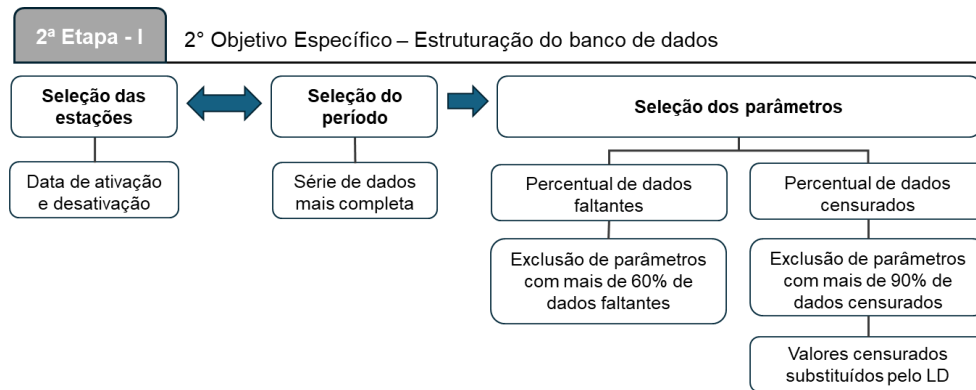 2ª Etapa - I
2° Objetivo Específico – Estruturação do banco de dados
Seleção das
estações
Seleção do
período
Seleção dos parâmetros
Data de ativação
e desativação
Série de dados
mais completa
Percentual de dados
faltantes
Percentual de dados
censurados
Exclusão de parâmetros
com mais de 60% de
dados faltantes
Exclusão de parâmetros
com mais de 90% de
dados censurados
Valores censurados
substituídos pelo LD